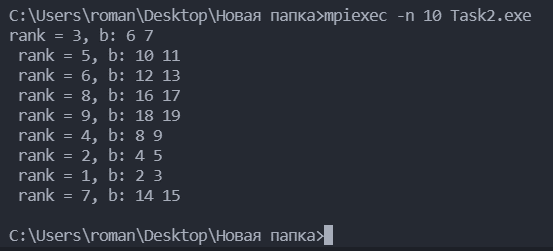 C:\Users\roman\Desktop\Новая папка>mpiexec -n 10 Task2.exe
rank = 3, b: 6 7
rank = 5, b: 10 11
rank = 6, b: 12 13
rank = 8, b: 16 17
rank = 9, b: 18 19
rank = 4, b: 8 9
rank = 2, b: 4 5
rank = 1, b: 2 3
rank = 7, b: 14 15
C:\Users\roman\Desktop\Новая папка>